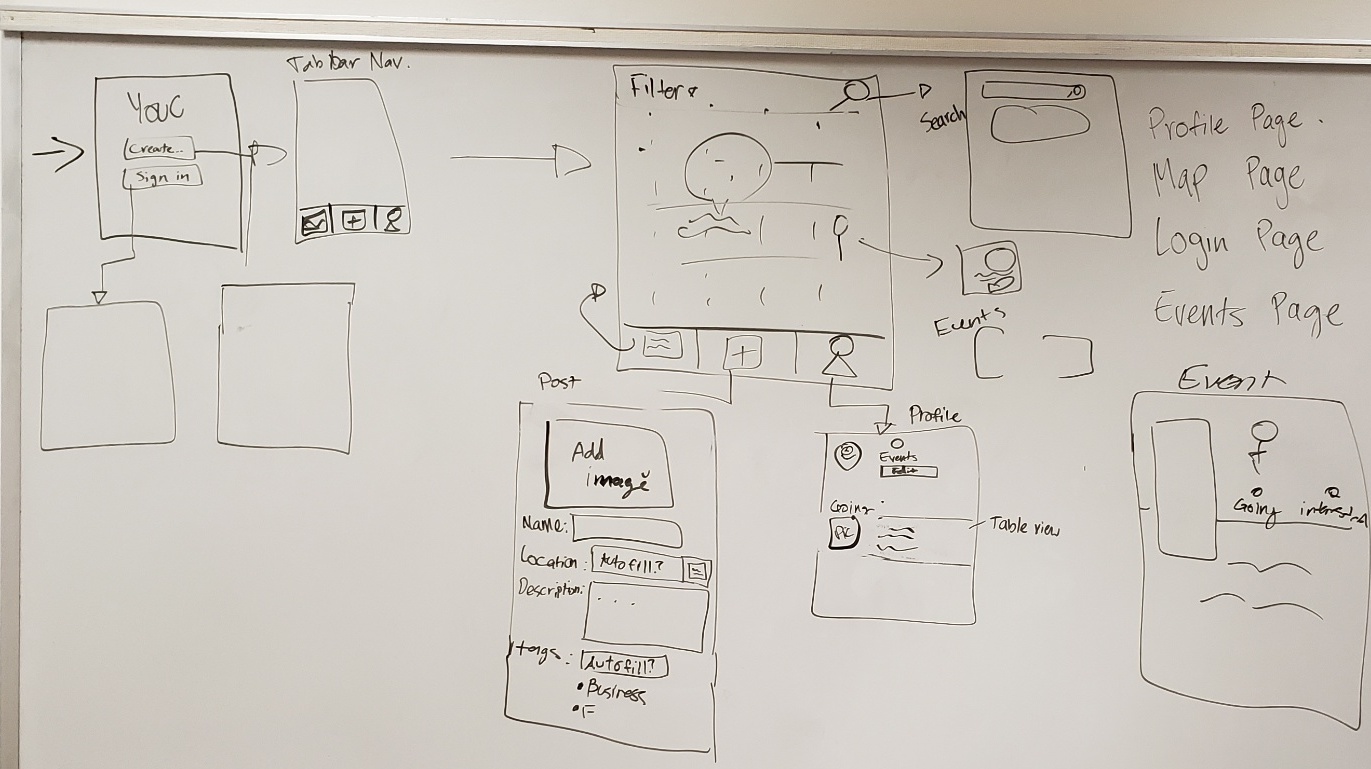 YouC
Create...
Sign in
Tab bar Nav.
Filters
Search
Events
Profile Page.
Map Page
Login Page
Events Page
Post
Add
image
Name:
Location:
Autofill?
Description:
. . .
Tags:
Autofill?
• Business
• F
Profile
Events
Edit
Going
Pic
Table view
Event
Going
interested